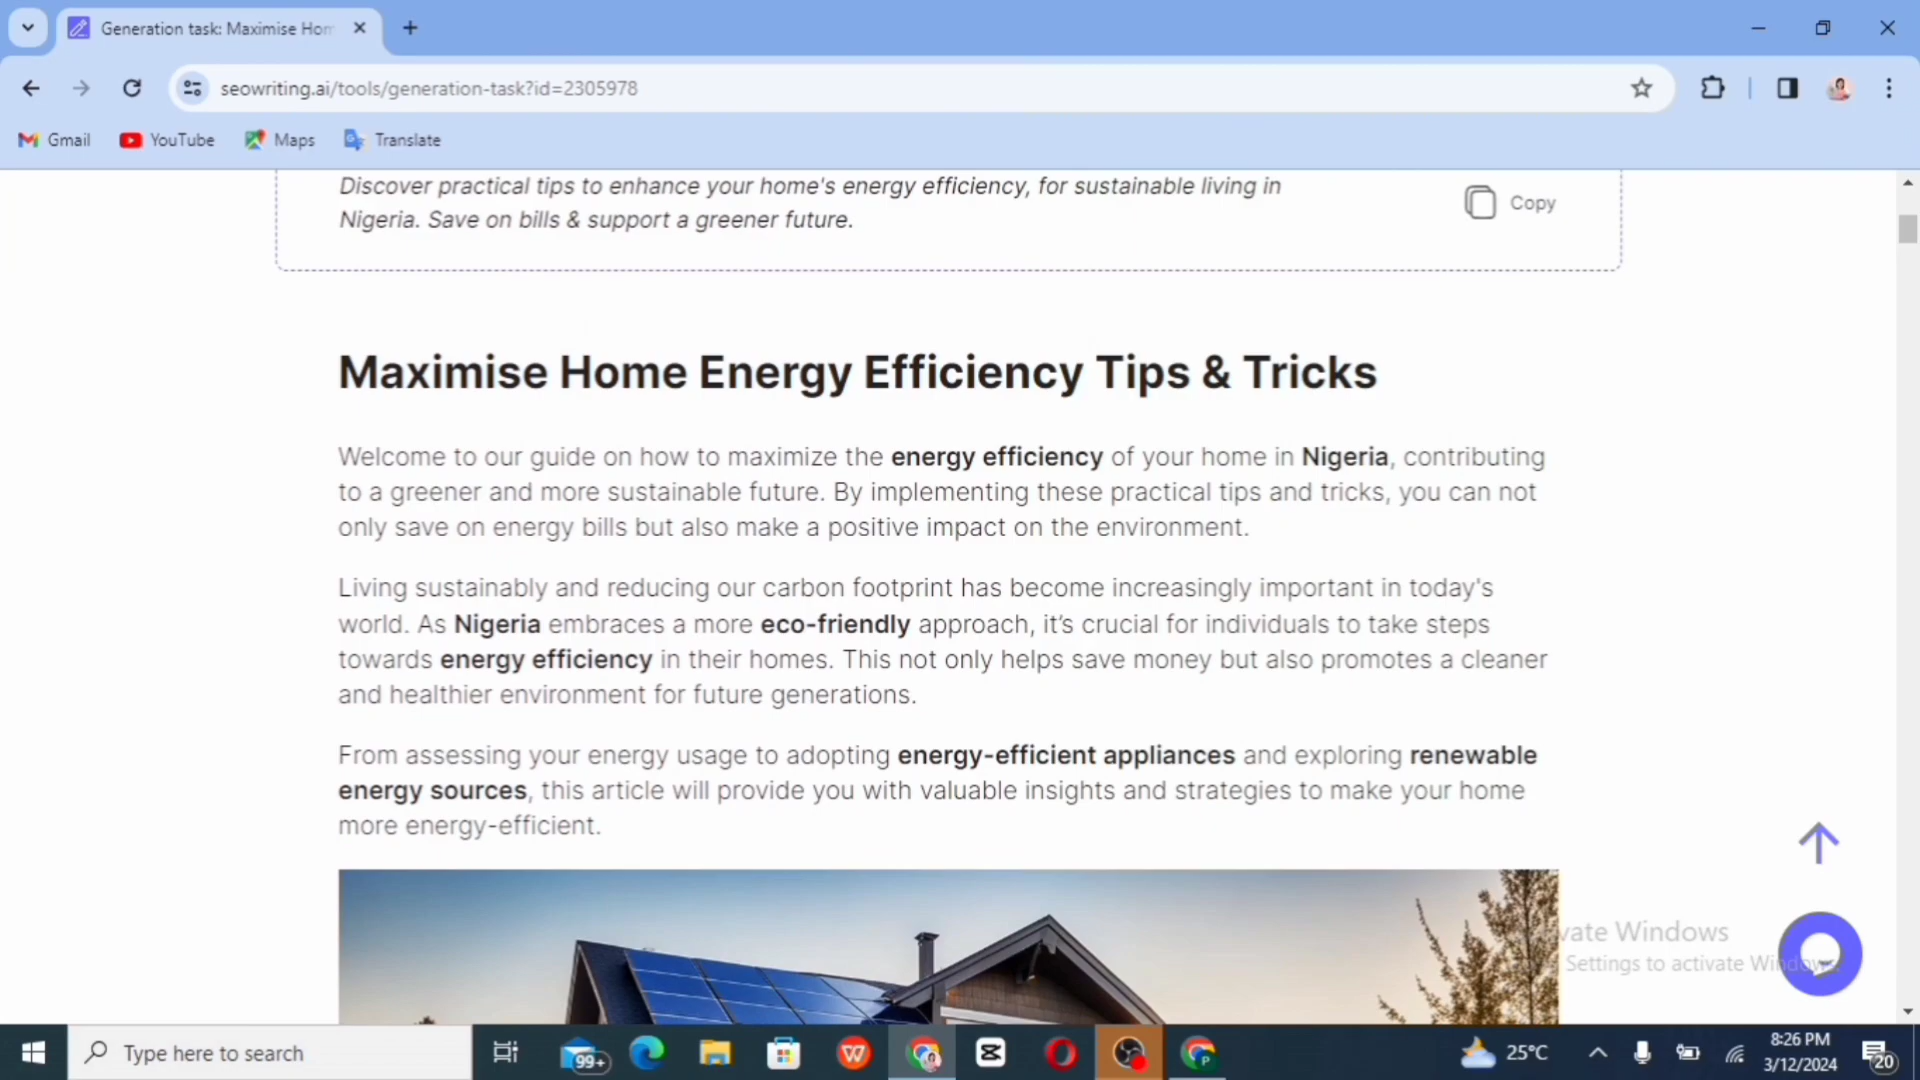 Generation task: Maximise Hom
seowriting.ai/tools/generation-task?id=2305978
Gmail
YouTube
Maps
Translate
Discover practical tips to enhance your home's energy efficiency, for sustainable living in
Nigeria. Save on bills & support a greener future.
Copy
Maximise Home Energy Efficiency Tips & Tricks
Welcome to our guide on how to maximize the energy efficiency of your home in Nigeria, contributing
to a greener and more sustainable future. By implementing these practical tips and tricks, you can not
only save on energy bills but also make a positive impact on the environment.
Living sustainably and reducing our carbon footprint has become increasingly important in today's
world. As Nigeria embraces a more eco-friendly approach, it's crucial for individuals to take steps
towards energy efficiency in their homes. This not only helps save money but also promotes a cleaner
and healthier environment for future generations.
From assessing your energy usage to adopting energy-efficient appliances and exploring renewable
energy sources, this article will provide you with valuable insights and strategies to make your home
more energy-efficient.
vate Windows
Settings to activate Windows.
Type here to search
99+
25°C
8:26 PM
3/12/2024
20